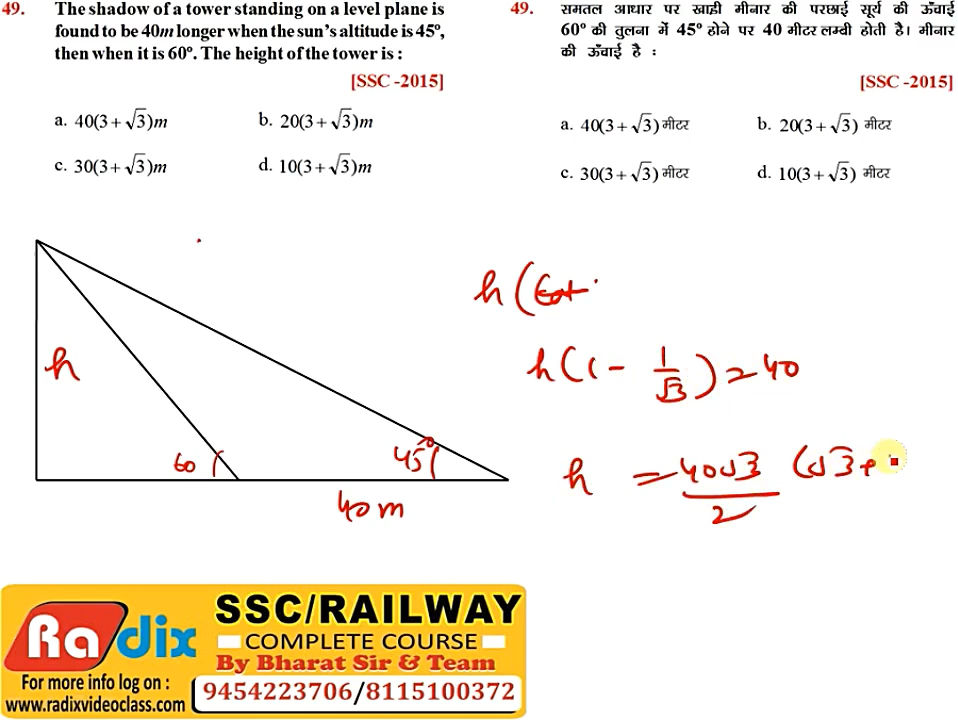 49. The shadow of a tower standing on a level plane is
found to be 40m longer when the sun's altitude is 45º,
then when it is 60º. The height of the tower is :
[SSC -2015]
a. 40(3 + √3)m b. 20(3 + √3)m
c. 30(3 + √3)m d. 10(3 + √3)m
49. समतल आधार पर खड़ी मीनार की परछाई सूर्य की ऊँचाई
60º की तुलना में 45º होने पर 40 मीटर लम्बी होती है। मीनार
की ऊँचाई है :
[SSC -2015]
a. 40(3 + √3) मीटर b. 20(3 + √3) मीटर
c. 30(3 + √3) मीटर d. 10(3 + √3) मीटर
h
60
45°
40 m
h (
h(1 - 1/√3) = 40
h = 40√3/2 (√3+
Radix
For more info log on :
www.radixvideoclass.com
SSC/RAILWAY
COMPLETE COURSE
By Bharat Sir & Team
9454223706/8115100372